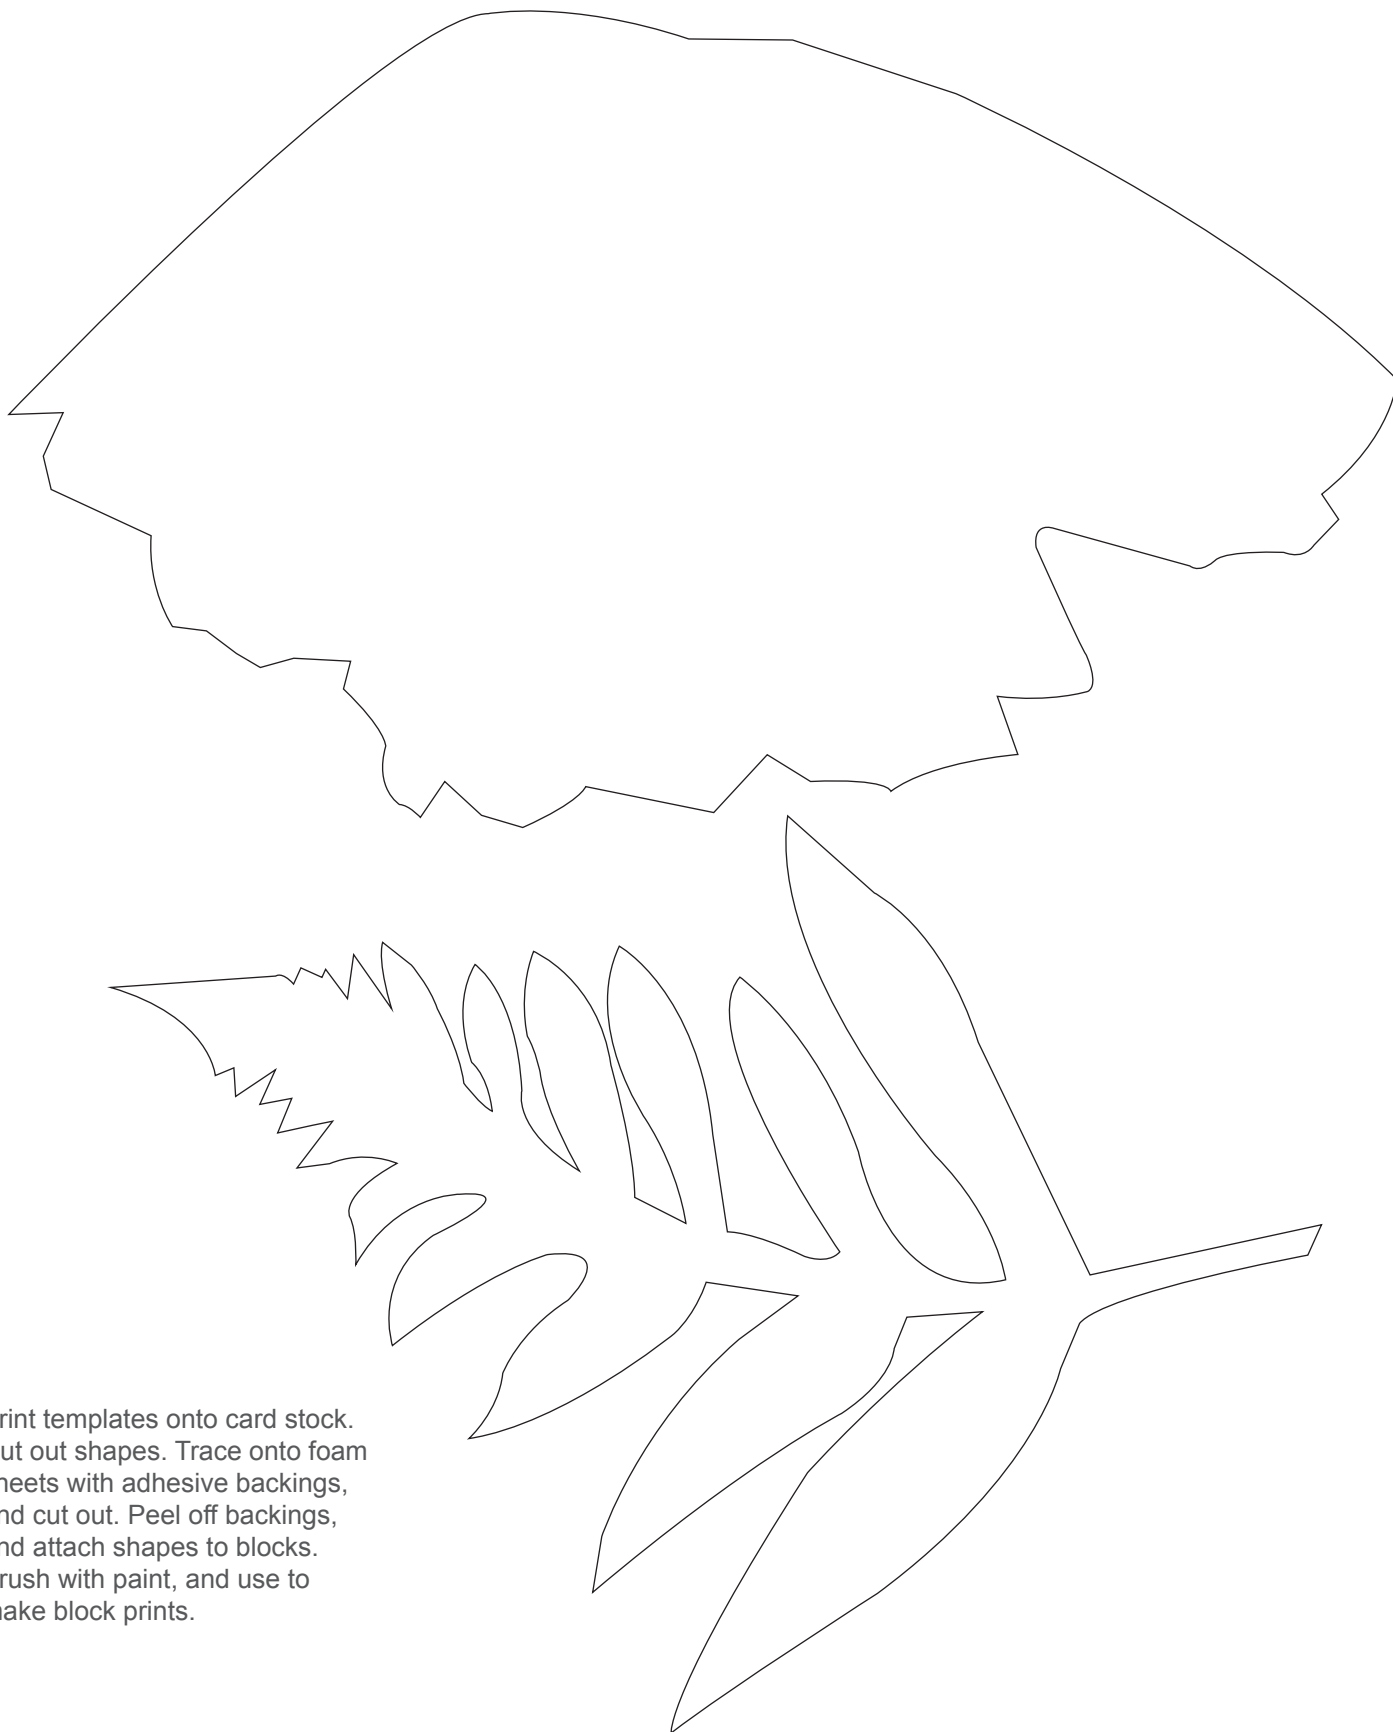 rint templates onto card stock.
ut out shapes. Trace onto foam
heets with adhesive backings,
nd cut out. Peel off backings,
nd attach shapes to blocks.
rush with paint, and use to
ake block prints.